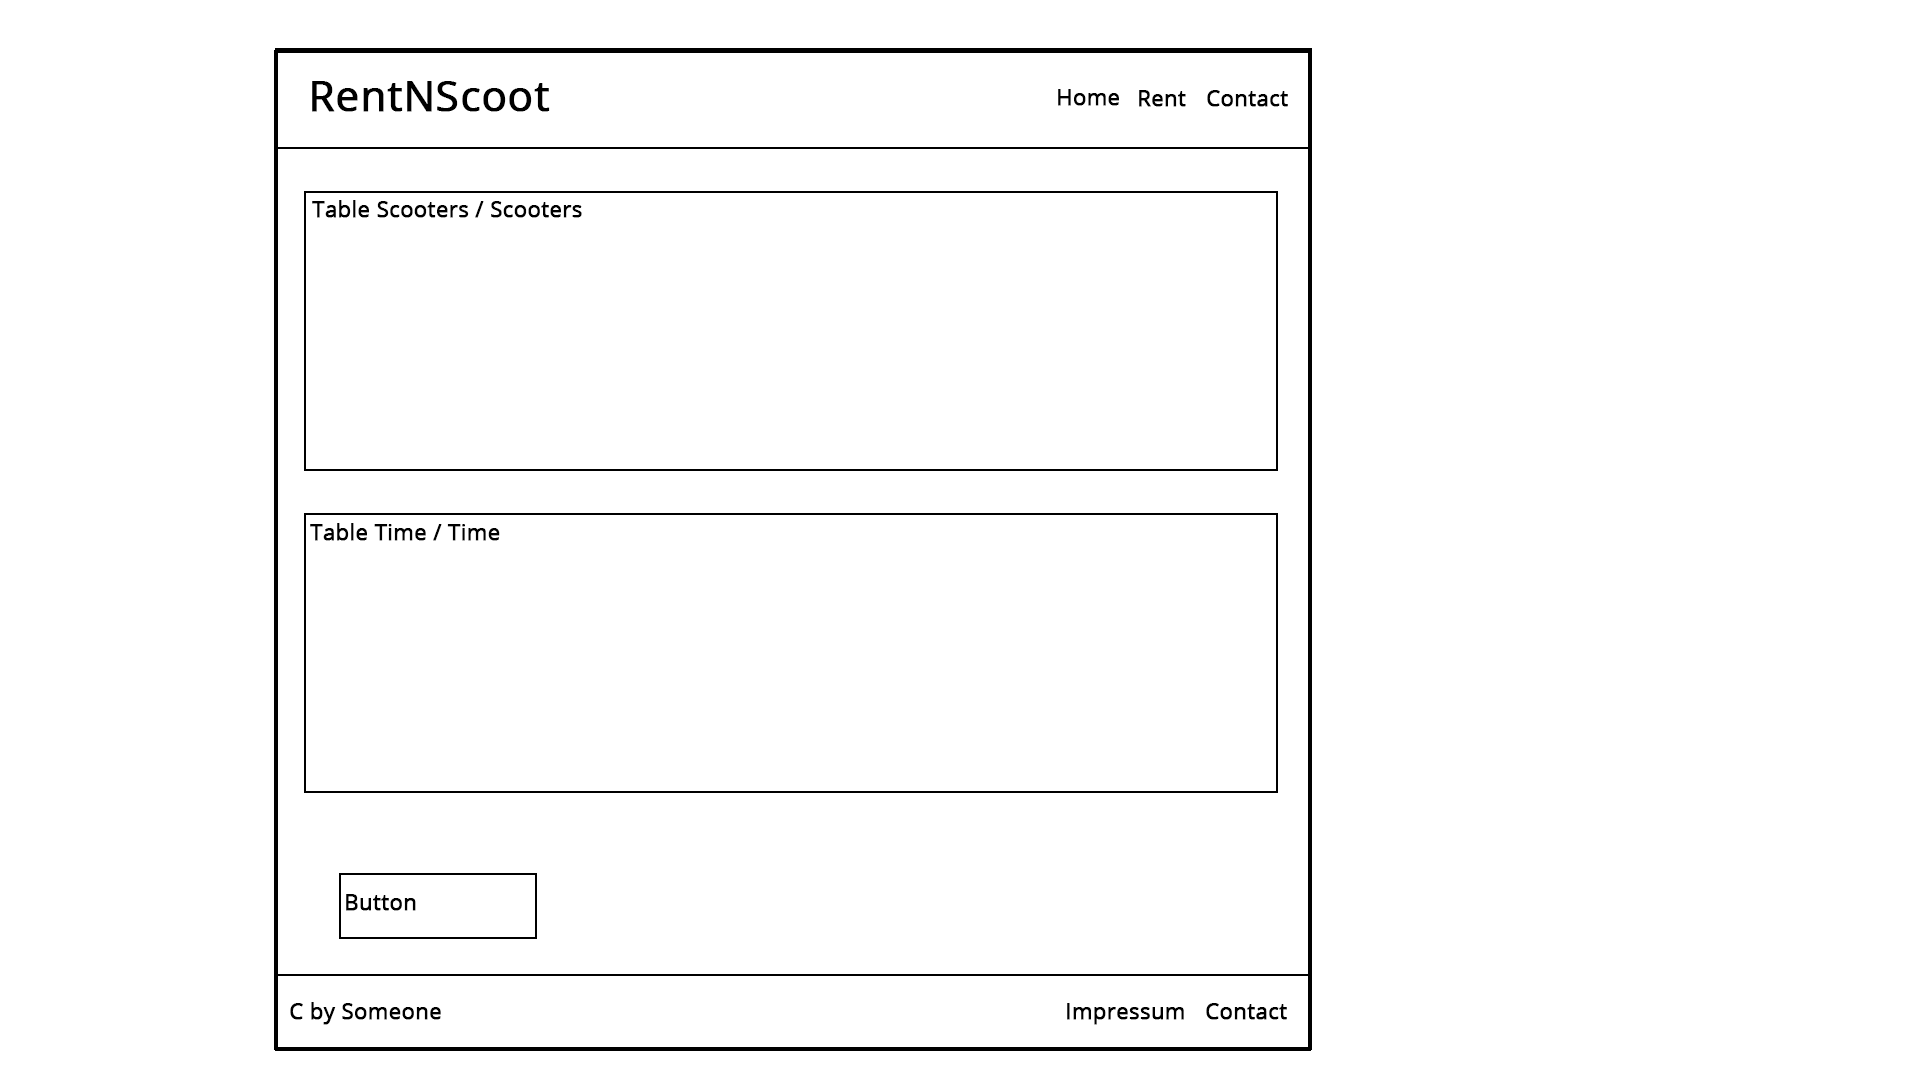 RentNScoot
Home Rent Contact
Table Scooters / Scooters
Table Time / Time
Button
C by Someone
Impressum Contact